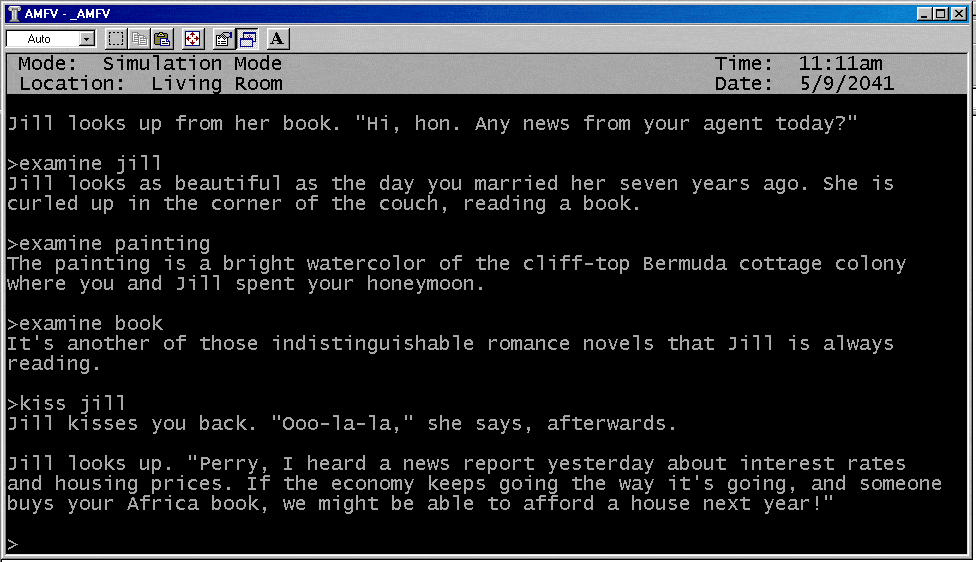 AMFV - _AMFV
Auto
A
Mode: Simulation Mode Time: 11:11am
Location: Living Room Date: 5/9/2041
Jill looks up from her book. "Hi, hon. Any news from your agent today?"
>examine jill
Jill looks as beautiful as the day you married her seven years ago. She is
curled up in the corner of the couch, reading a book.
>examine painting
The painting is a bright watercolor of the cliff-top Bermuda cottage colony
where you and Jill spent your honeymoon.
>examine book
It's another of those indistinguishable romance novels that Jill is always
reading.
>kiss jill
Jill kisses you back. "Ooo-la-la," she says, afterwards.
Jill looks up. "Perry, I heard a news report yesterday about interest rates
and housing prices. If the economy keeps going the way it's going, and someone
buys your Africa book, we might be able to afford a house next year!"
>